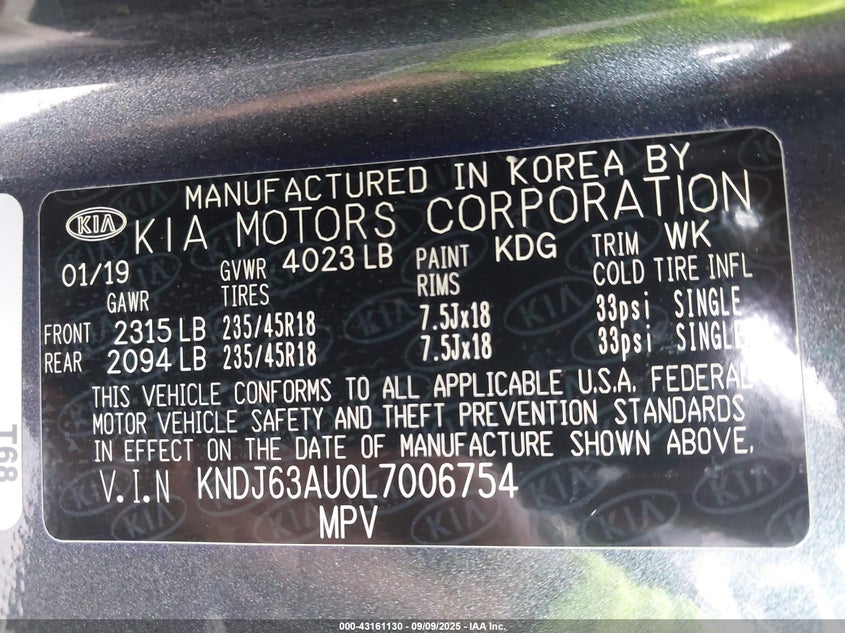 MANUFACTURED IN KOREA BY
KIA KIA MOTORS CORPORATION
01/19 GVWR 4023 LB PAINT KDG TRIM WK
GAWR TIRES RIMS COLD TIRE INFL
FRONT 2315 LB 235/45R18 7.5Jx18 33psi SINGLE
REAR 2094 LB 235/45R18 7.5Jx18 33psi SINGLE
THIS VEHICLE CONFORMS TO ALL APPLICABLE U.S.A. FEDERAL
MOTOR VEHICLE SAFETY AND THEFT PREVENTION STANDARDS
IN EFFECT ON THE DATE OF MANUFACTURE SHOWN ABOVE.
V.I.N KNDJ63AU0L7006754
MPV
T68
000-43161130 - 09/09/2025 - IAA Inc.